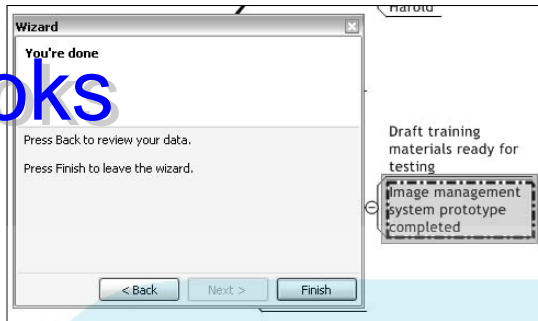 Harold
Wizard
You're done
oks
Press Back to review your data.
Press Finish to leave the wizard.
< Back
Next >
Finish
Draft training
materials ready for
testing
Image management
system prototype
completed